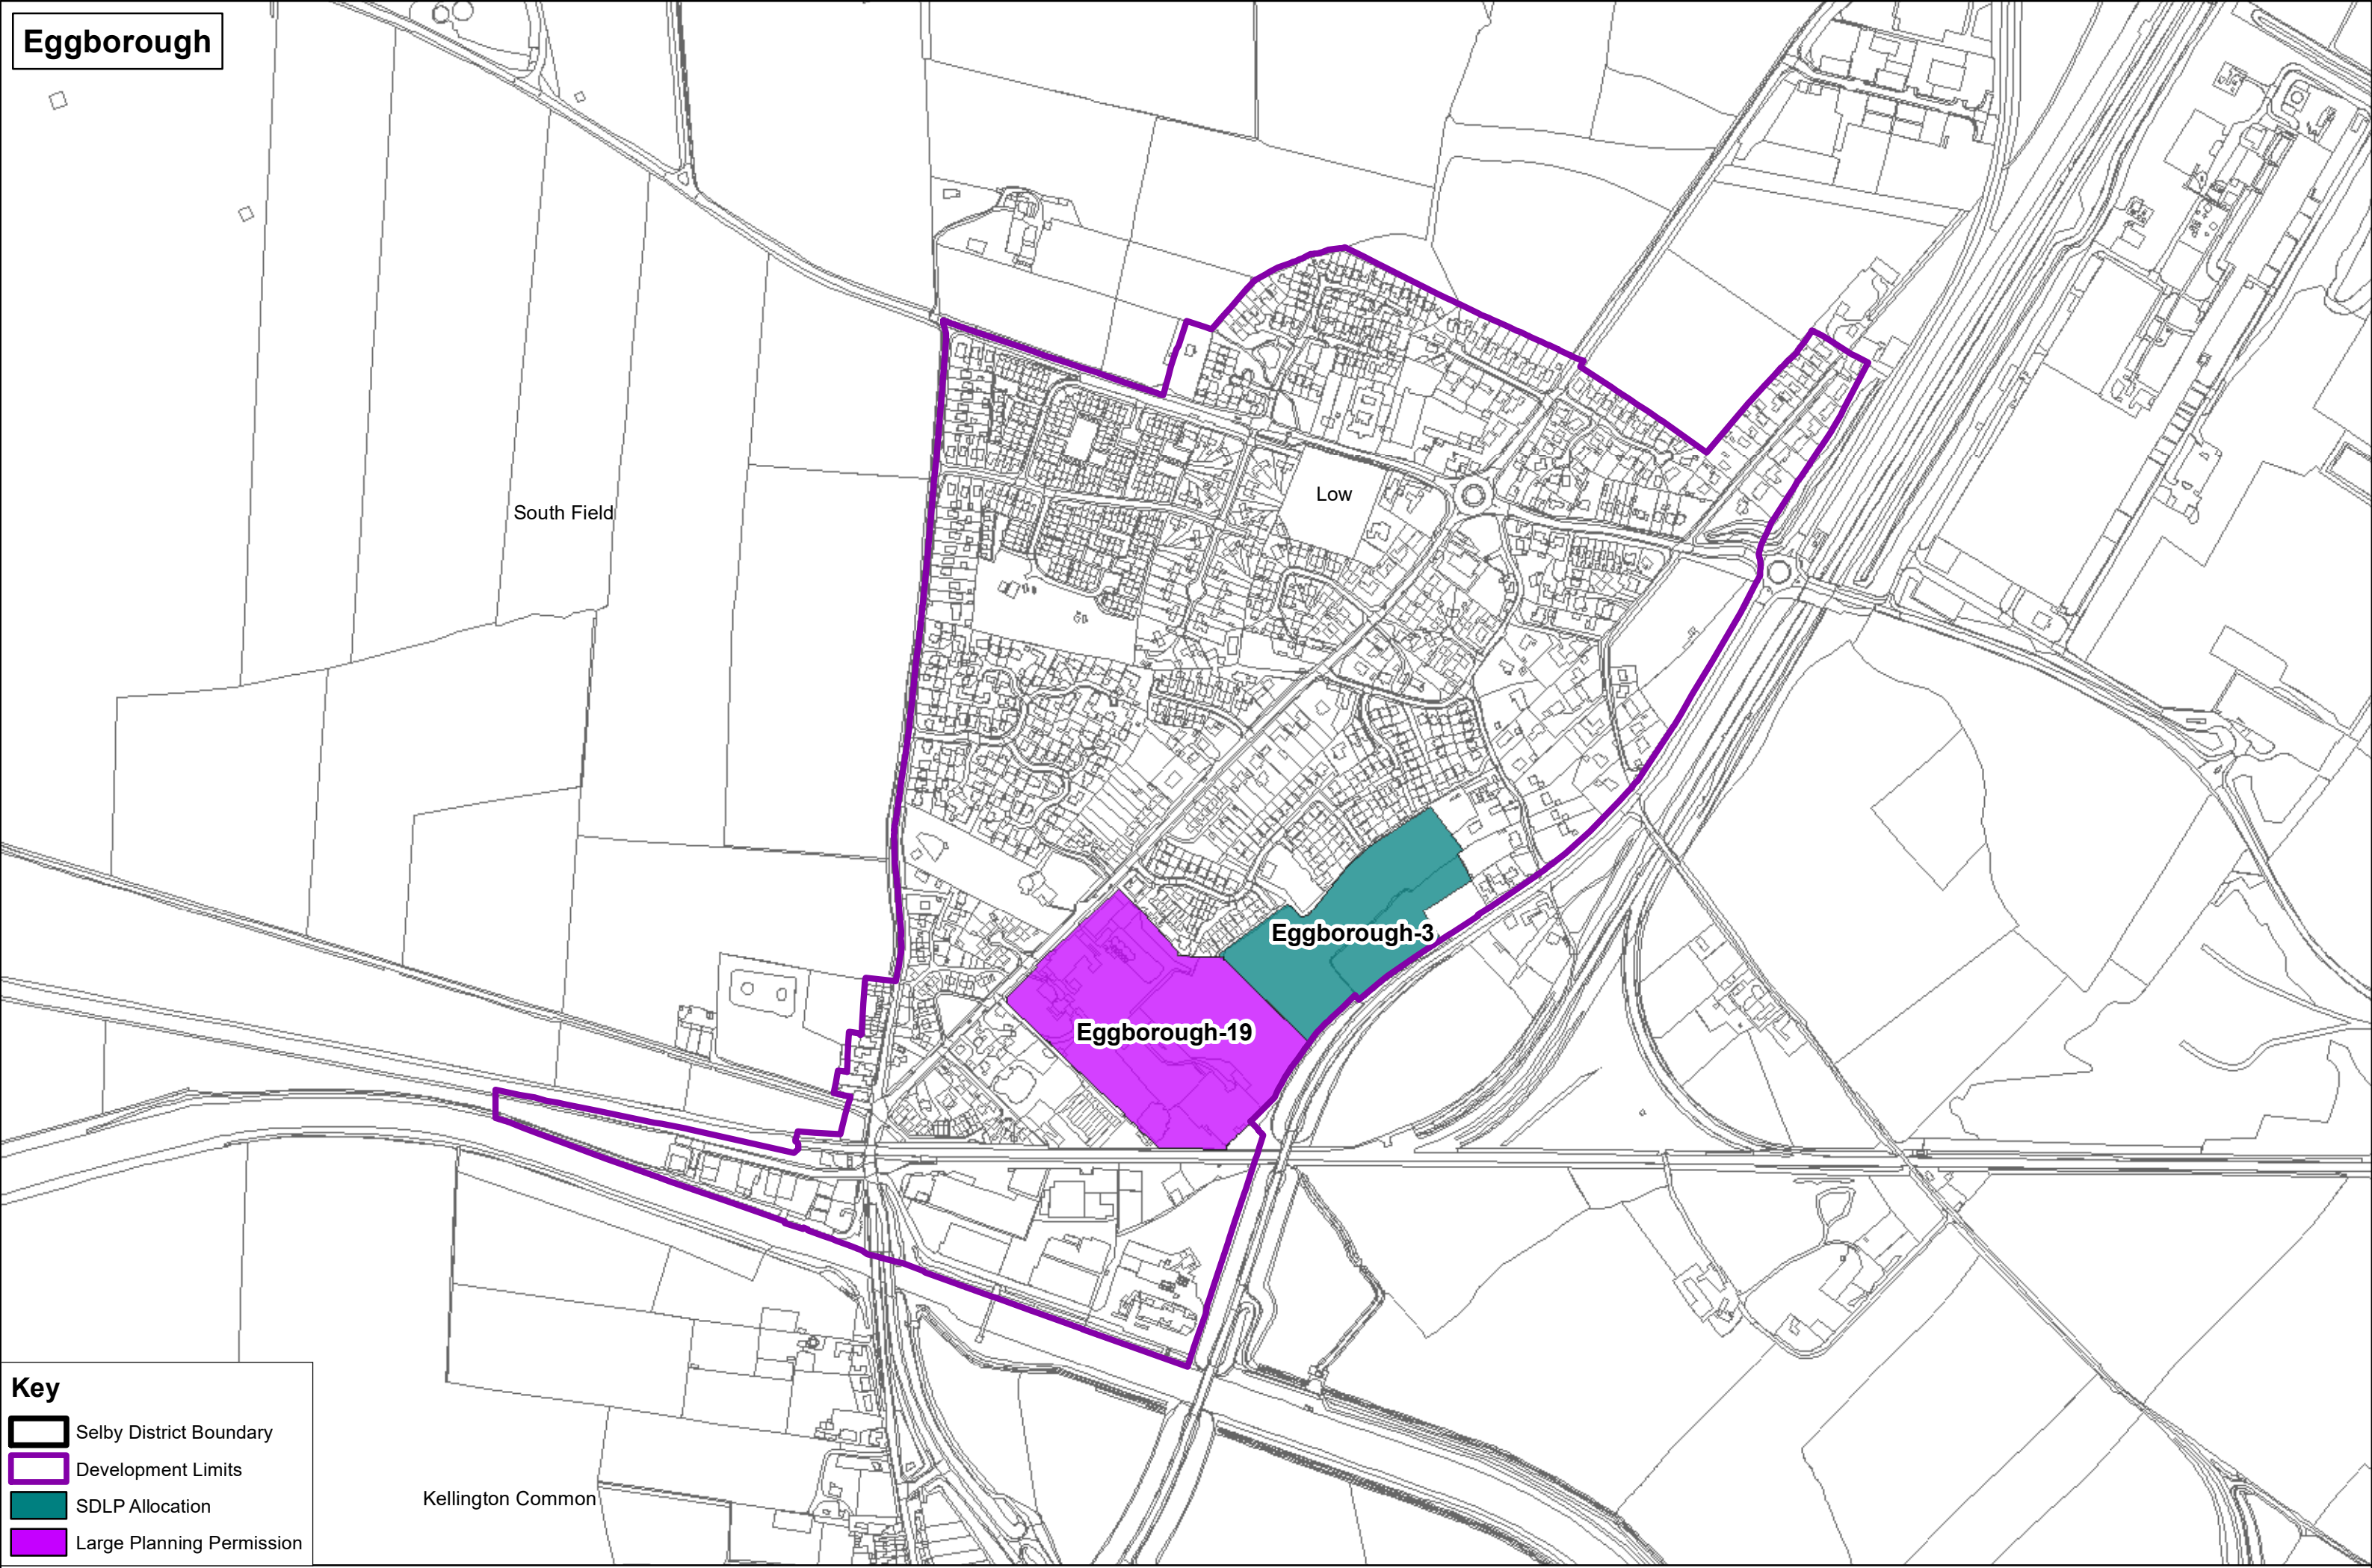 Eggborough
South Field
Low
Eggborough-3
Eggborough-19
Kellington Common
Key
Selby District Boundary
Development Limits
SDLP Allocation
Large Planning Permission